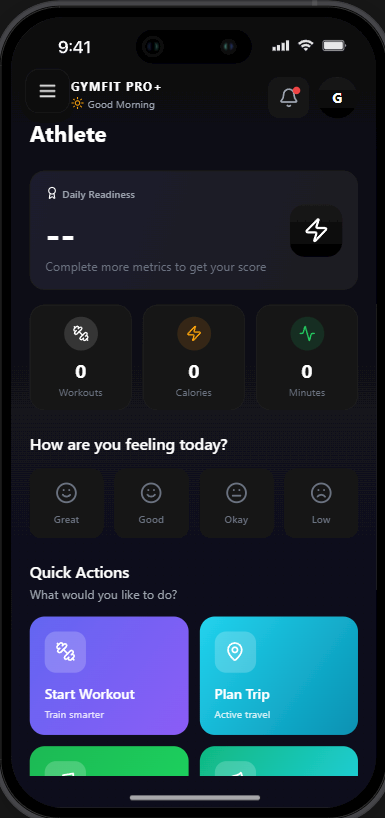 9:41
GYMFIT PRO+
Good Morning
G
Athlete
Daily Readiness
--
Complete more metrics to get your score
0
Workouts
0
Calories
0
Minutes
How are you feeling today?
Great
Good
Okay
Low
Quick Actions
What would you like to do?
Start Workout
Train smarter
Plan Trip
Active travel